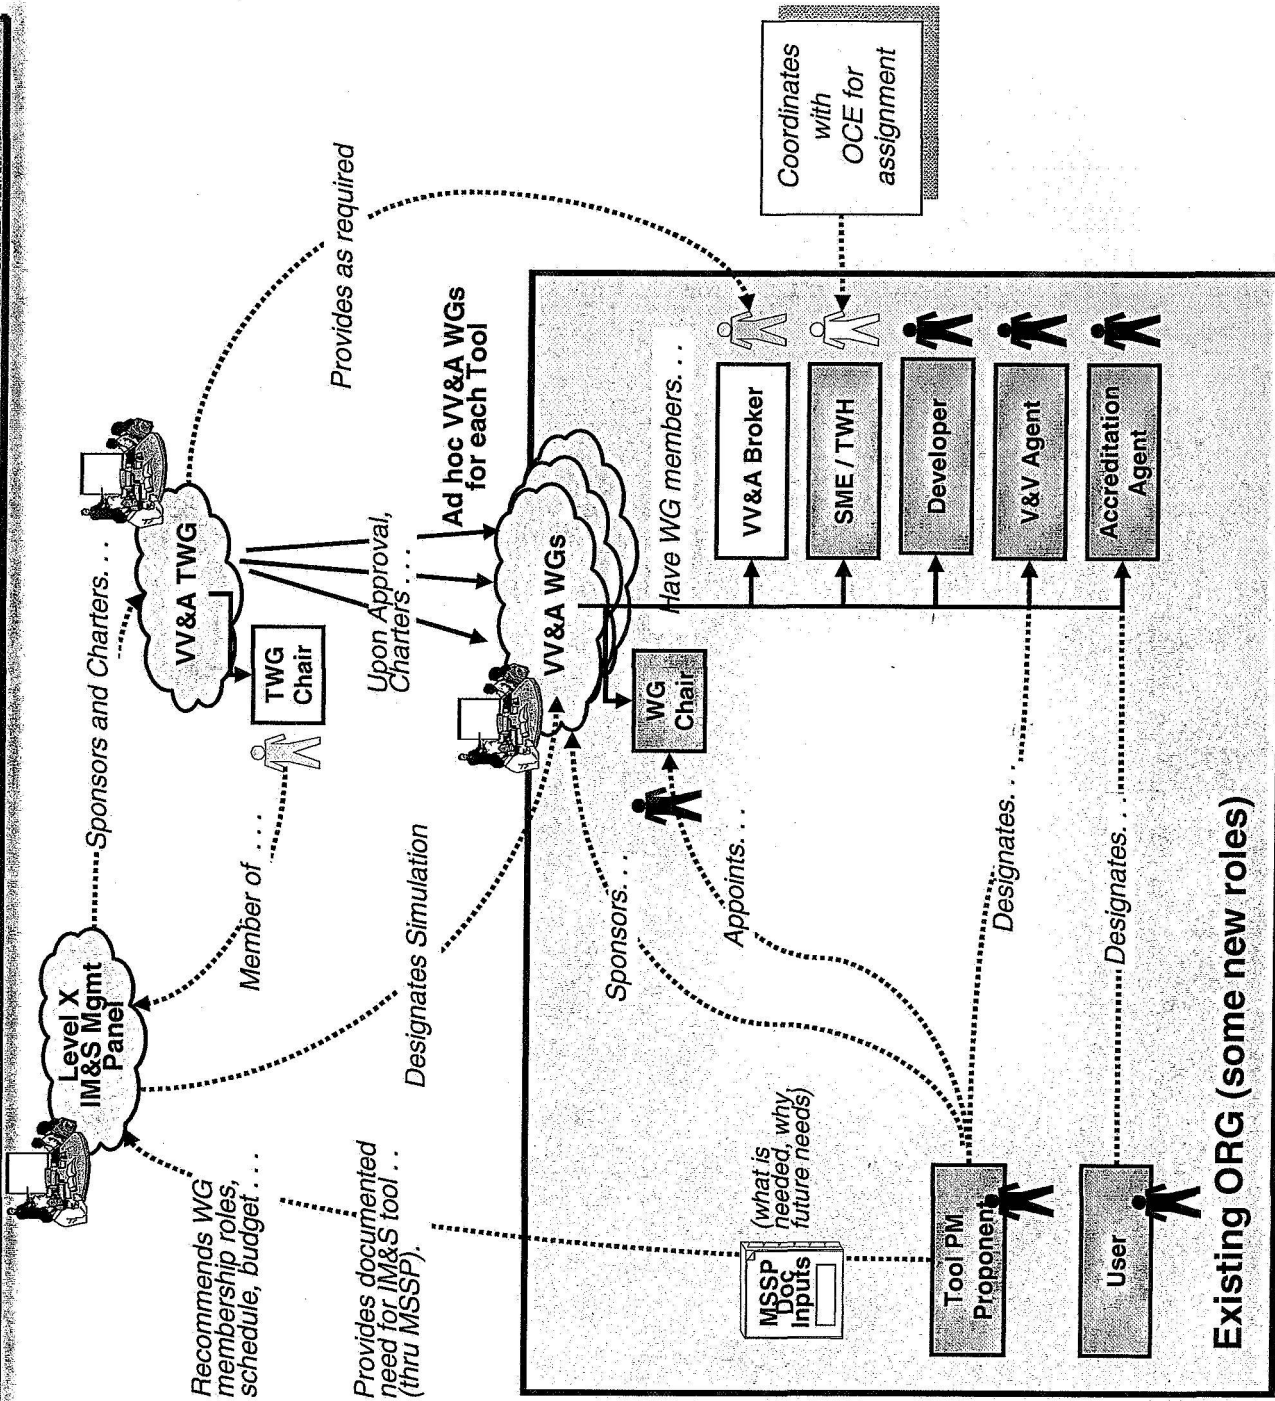 Level X
IM&S Mgmt
Panel
Sponsors and Charters. . .
VV&A TWG
Recommends WG
membership roles,
schedule, budget . . .
Member of . . .
TWG
Chair
Provides as required
Provides documented
need for IM&S tool . .
(thru MSSP).
Designates Simulation
Upon Approval,
Charters. . .
Ad hoc VV&A WGs
for each Tool
VV&A WGs
Sponsors. . .
WG
Chair
Have WG members. . .
Appoints. . .
MSSP
Doc
Inputs
(what is
needed, why,
future needs)
VV&A Broker
Coordinates
with
OCE for
assignment
SME / TWH
Developer
Tool PM
Proponent
Designates. . .
V&V Agent
User
Designates. . .
Accreditation
Agent
Existing ORG (some new roles)